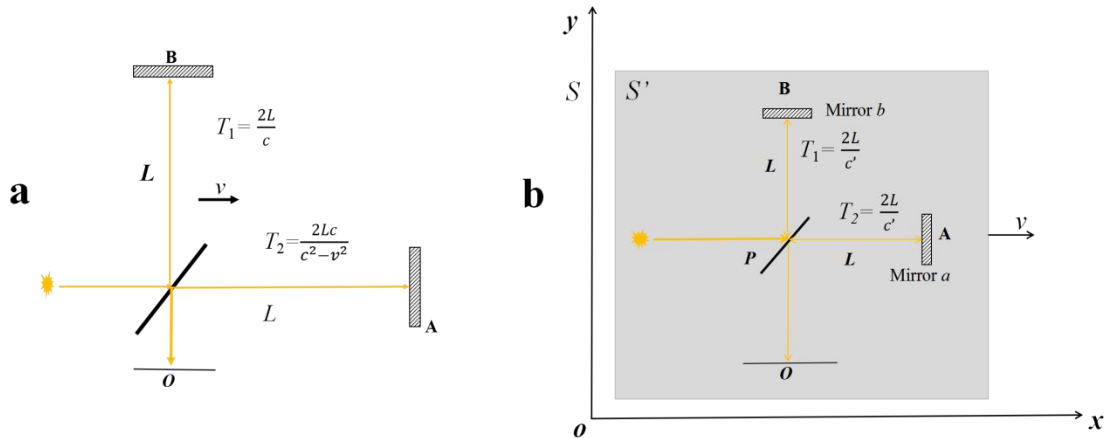 a
B
T₁= 2L/c
L
v
T₂= 2Lc/(c²−v²)
L
A
O
b
y
S
S'
B
Mirror b
T₁= 2L/c'
L
T₂= 2L/c'
A
v
P
L
Mirror a
O
o
x